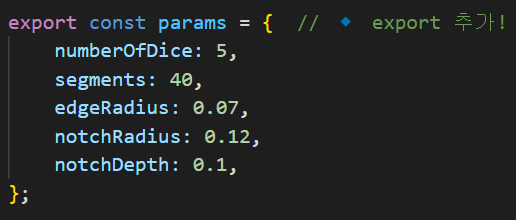 export const params = {  // 🔹 export 추가!
    numberOfDice: 5,
    segments: 40,
    edgeRadius: 0.07,
    notchRadius: 0.12,
    notchDepth: 0.1,
};